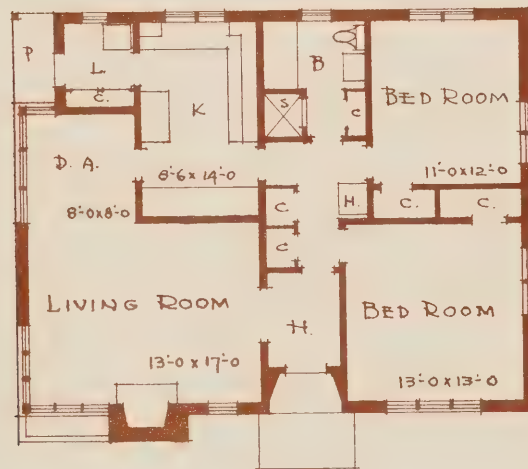 P
L
C.
K
8'-6 x 14'-0
D. A.
8'-0 x 8'-0
S
B
C
BED ROOM
11'-0 x 12'-0
C.
C
H.
C.
C.
LIVING ROOM
13'-0 x 17'-0
H.
BED ROOM
13'-0 x 13'-0